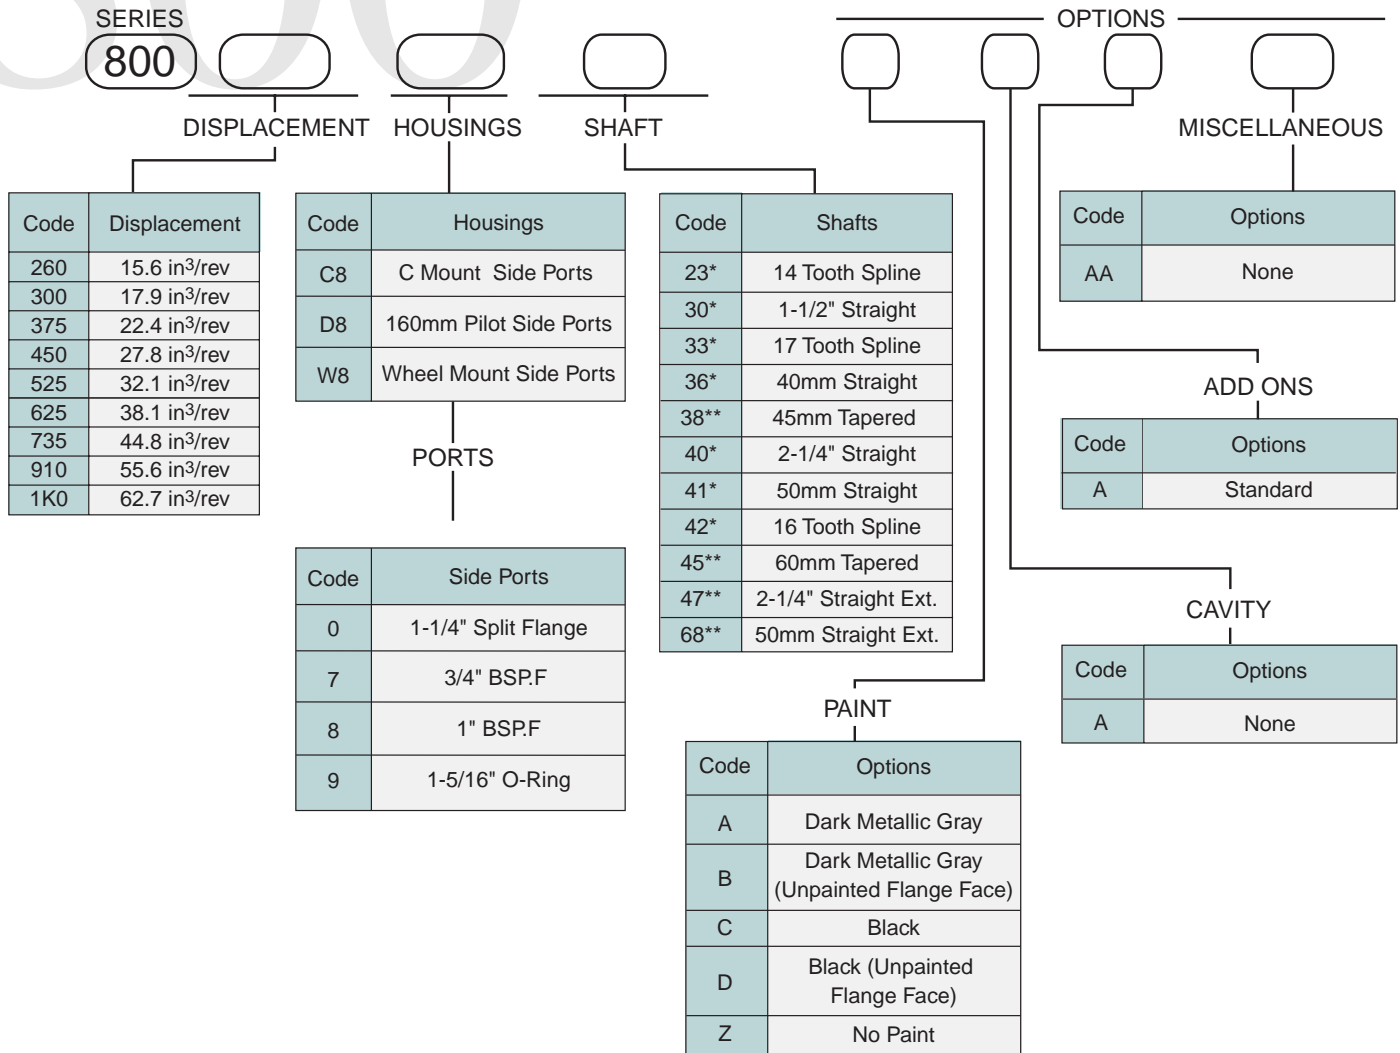 SERIES
OPTIONS
800
DISPLACEMENT
HOUSINGS
SHAFT
MISCELLANEOUS
Code Displacement
260 15.6 in3/rev
300 17.9 in3/rev
375 22.4 in3/rev
450 27.8 in3/rev
525 32.1 in3/rev
625 38.1 in3/rev
735 44.8 in3/rev
910 55.6 in3/rev
1K0 62.7 in3/rev
Code Housings
C8 C Mount Side Ports
D8 160mm Pilot Side Ports
W8 Wheel Mount Side Ports
PORTS
Code Side Ports
0 1-1/4" Split Flange
7 3/4" BSP.F
8 1" BSP.F
9 1-5/16" O-Ring
Code Shafts
23* 14 Tooth Spline
30* 1-1/2" Straight
33* 17 Tooth Spline
36* 40mm Straight
38** 45mm Tapered
40* 2-1/4" Straight
41* 50mm Straight
42* 16 Tooth Spline
45** 60mm Tapered
47** 2-1/4" Straight Ext.
68** 50mm Straight Ext.
PAINT
Code Options
A Dark Metallic Gray
B Dark Metallic Gray
(Unpainted Flange Face)
C Black
D Black (Unpainted
Flange Face)
Z No Paint
Code Options
AA None
ADD ONS
Code Options
A Standard
CAVITY
Code Options
A None